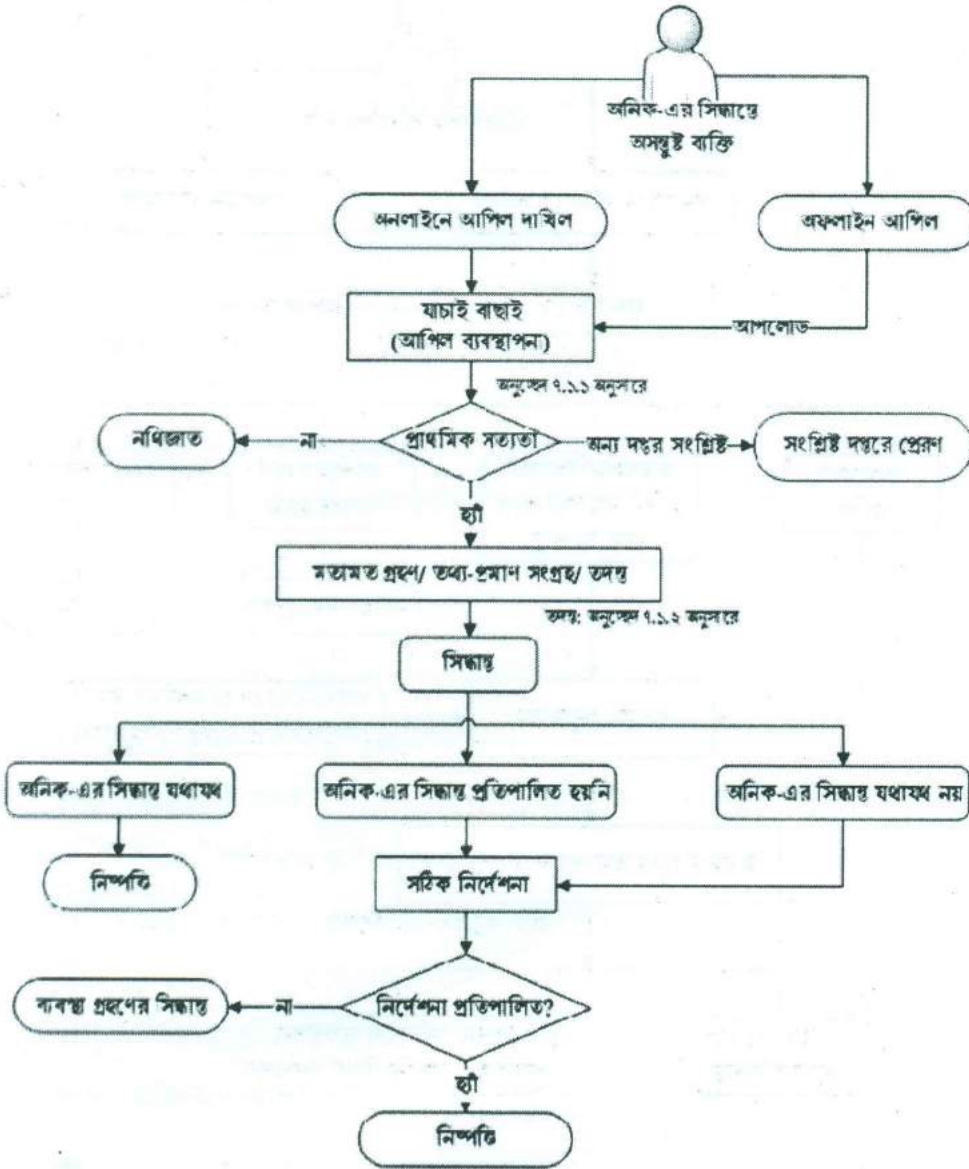 অনিক-এর সিদ্ধান্তে
অসন্তুষ্ট ব্যক্তি
অনলাইনে আপিল দাখিল
অফলাইন আপিল
যাচাই বাছাই
(আপিল ব্যবস্থাপনা)
আপলোড
অনুচ্ছেদ ৭.১.১ অনুসারে
নথিজাত
না
প্রাথমিক সত্যতা
অন্য দপ্তর সংশ্লিষ্ট
সংশ্লিষ্ট দপ্তরে প্রেরণ
হ্যাঁ
মতামত গ্রহণ/ তথ্য-প্রমাণ সংগ্রহ/ তদন্ত
তদন্ত: অনুচ্ছেদ ৭.১.২ অনুসারে
সিদ্ধান্ত
অনিক-এর সিদ্ধান্ত যথাযথ
অনিক-এর সিদ্ধান্ত প্রতিপালিত হয়নি
অনিক-এর সিদ্ধান্ত যথাযথ নয়
নিষ্পত্তি
সঠিক নির্দেশনা
ব্যবস্থা গ্রহণের সিদ্ধান্ত
না
নির্দেশনা প্রতিপালিত?
হ্যাঁ
নিষ্পত্তি